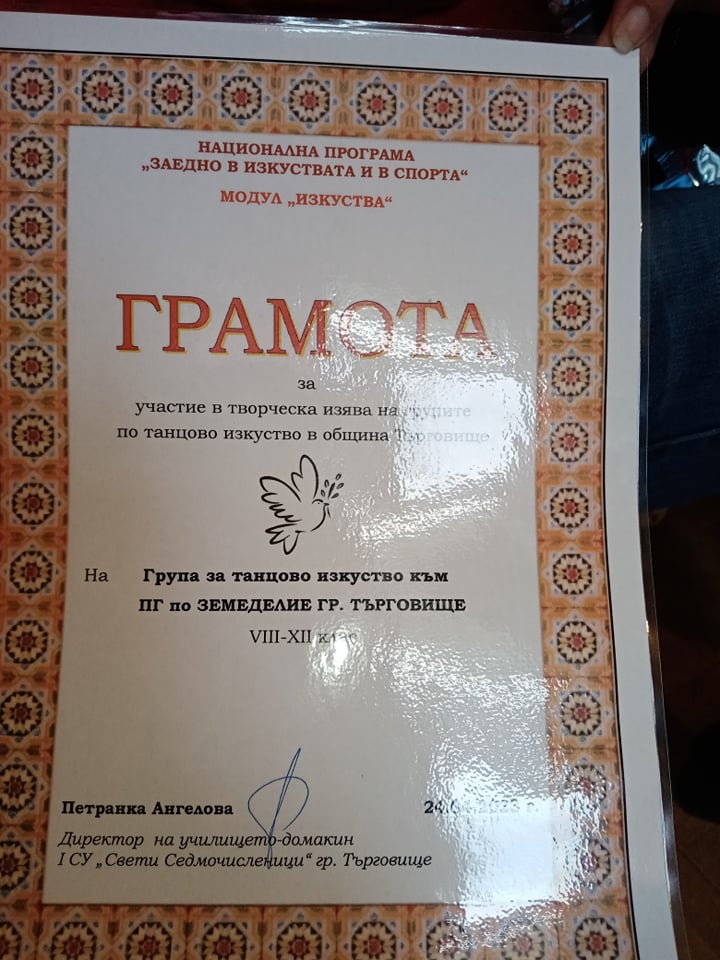 НАЦИОНАЛНА ПРОГРАМА
„ЗАЕДНО В ИЗКУСТВАТА И В СПОРТА“
МОДУЛ „ИЗКУСТВА“
ГРАМОТА
за
участие в творческа изява на групите
по танцово изкуство в община Търговище
На Група за танцово изкуство към
ПГ по ЗЕМЕДЕЛИЕ ГР. ТЪРГОВИЩЕ
VIII-XII клас
Петранка Ангелова
Директор на училището-домакин
I СУ „Свети Седмочисленици“ гр. Търговище